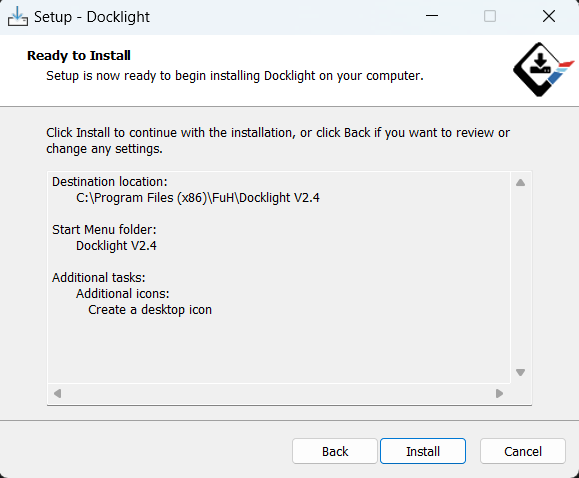 Setup - Docklight
Ready to Install
Setup is now ready to begin installing Docklight on your computer.
Click Install to continue with the installation, or click Back if you want to review or
change any settings.
Destination location:
C:\Program Files (x86)\FuH\Docklight V2.4
Start Menu folder:
Docklight V2.4
Additional tasks:
Additional icons:
Create a desktop icon
Back
Install
Cancel